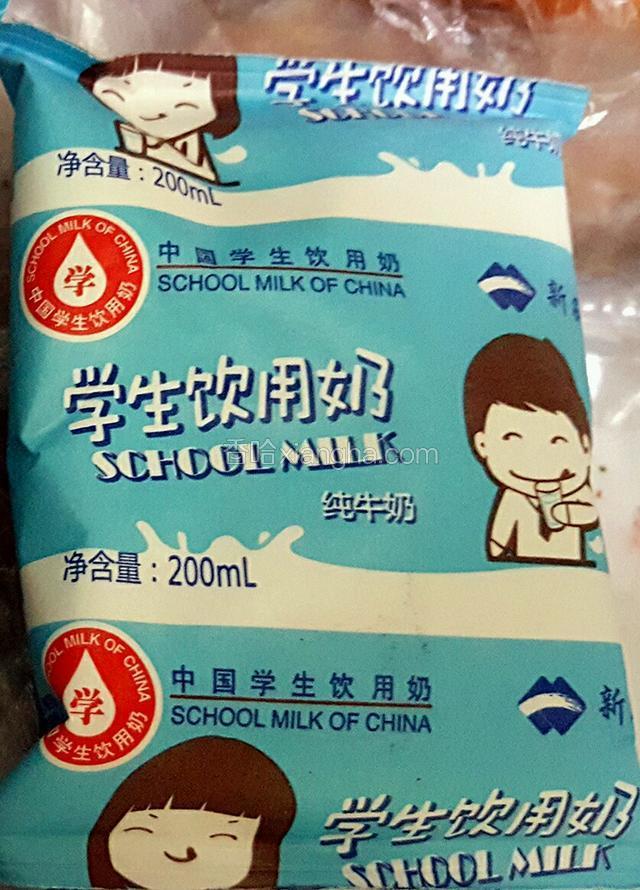 学生饮用奶
SCHOOL MILK
纯牛奶
净含量：200mL
SCHOOL MILK OF CHINA
学
中国学生饮用奶
中国学生饮用奶
SCHOOL MILK OF CHINA
新
学生饮用奶
SCHOOL MILK
香哈xiangha.com
纯牛奶
净含量：200mL
OOL MILK OF CHINA
学
国学生饮用奶
中国学生饮用奶
SCHOOL MILK OF CHINA
新
学生饮用奶
SCHOOL MILK